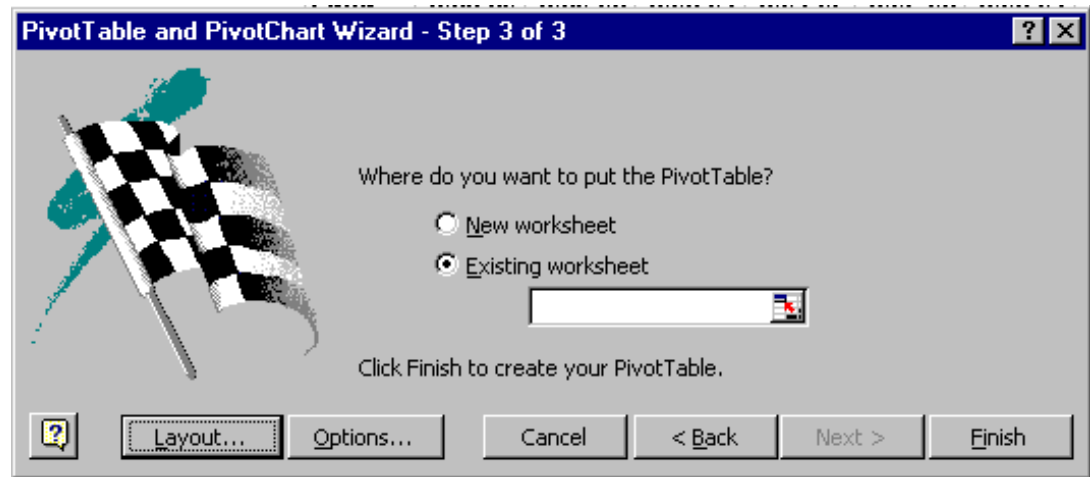 PivotTable and PivotChart Wizard - Step 3 of 3
Where do you want to put the PivotTable?
New worksheet
Existing worksheet
Click Finish to create your PivotTable.
Layout... Options... Cancel < Back Next > Finish